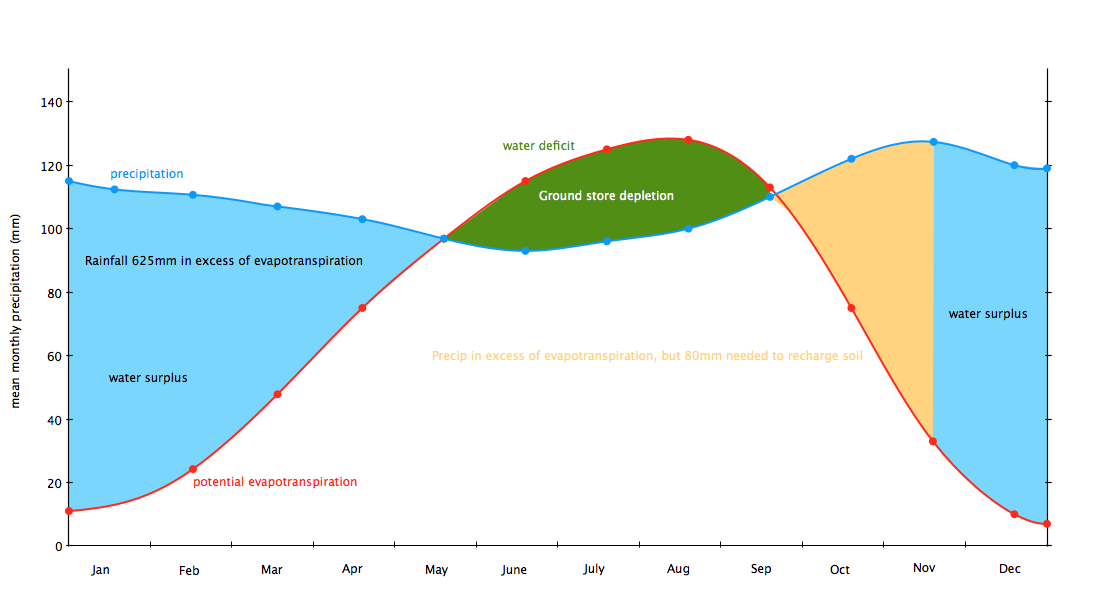 140
water deficit
120
precipitation
Ground store depletion
100
Rainfall 625mm in excess of evapotranspiration
80
water surplus
mean monthly precipitation (mm)
60
Precip in excess of evapotranspiration, but 80mm needed to recharge soil
water surplus
40
20
potential evapotranspiration
0
Jan Feb Mar Apr May June July Aug Sep Oct Nov Dec